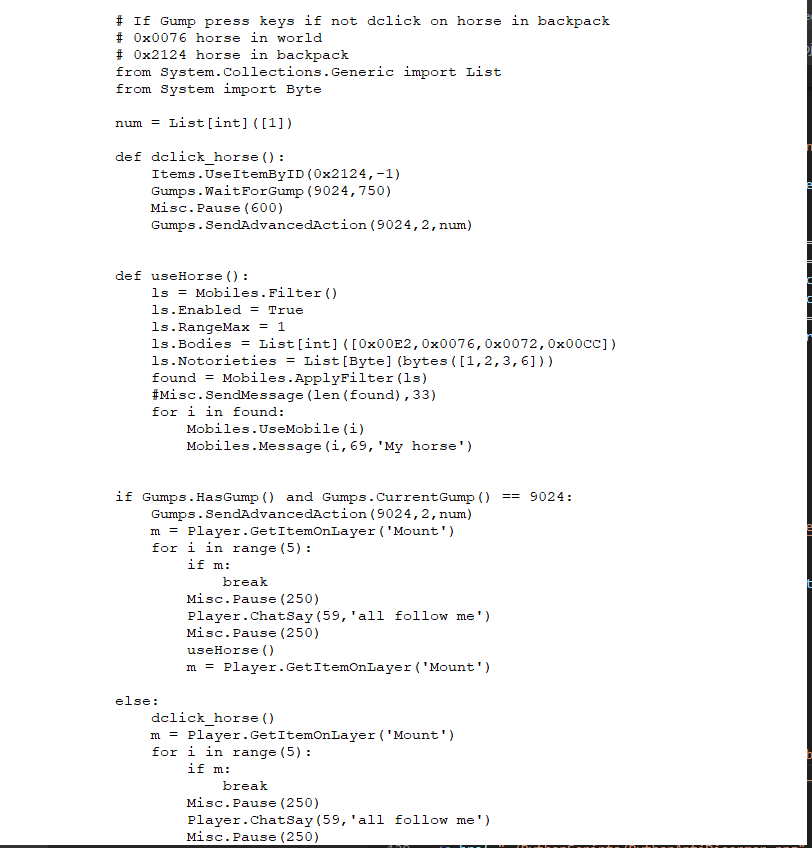 # If Gump press keys if not dclick on horse in backpack
# 0x0076 horse in world
# 0x2124 horse in backpack
from System.Collections.Generic import List
from System import Byte
num = List[int]([1])
def dclick_horse():
    Items.UseItemByID(0x2124,-1)
    Gumps.WaitForGump(9024,750)
    Misc.Pause(600)
    Gumps.SendAdvancedAction(9024,2,num)
def useHorse():
    ls = Mobiles.Filter()
    ls.Enabled = True
    ls.RangeMax = 1
    ls.Bodies = List[int]([0x00E2,0x0076,0x0072,0x00CC])
    ls.Notorieties = List[Byte](bytes([1,2,3,6]))
    found = Mobiles.ApplyFilter(ls)
    #Misc.SendMessage(len(found),33)
    for i in found:
        Mobiles.UseMobile(i)
        Mobiles.Message(i,69,'My horse')
if Gumps.HasGump() and Gumps.CurrentGump() == 9024:
    Gumps.SendAdvancedAction(9024,2,num)
    m = Player.GetItemOnLayer('Mount')
    for i in range(5):
        if m:
            break
        Misc.Pause(250)
        Player.ChatSay(59,'all follow me')
        Misc.Pause(250)
        useHorse()
        m = Player.GetItemOnLayer('Mount')
else:
    dclick_horse()
    m = Player.GetItemOnLayer('Mount')
    for i in range(5):
        if m:
            break
        Misc.Pause(250)
        Player.ChatSay(59,'all follow me')
        Misc.Pause(250)